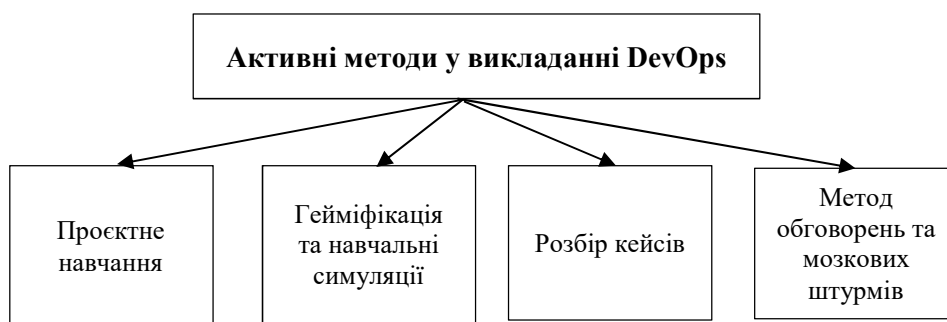 Активні методи у викладанні DevOps
Проєктне
навчання
Гейміфікація
та навчальні
симуляції
Розбір кейсів
Метод
обговорень та
мозкових
штурмів